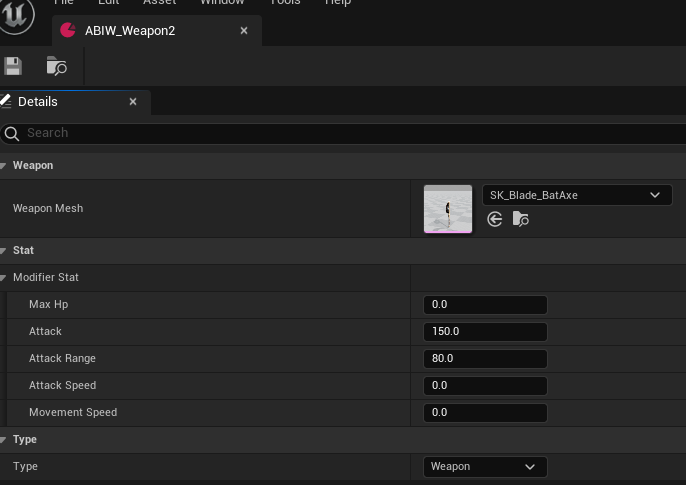 File Edit Asset Window Tools Help
ABIW_Weapon2
Details
Search
Weapon
Weapon Mesh
SK_Blade_BatAxe
Stat
Modifier Stat
Max Hp 0.0
Attack 150.0
Attack Range 80.0
Attack Speed 0.0
Movement Speed 0.0
Type
Type Weapon